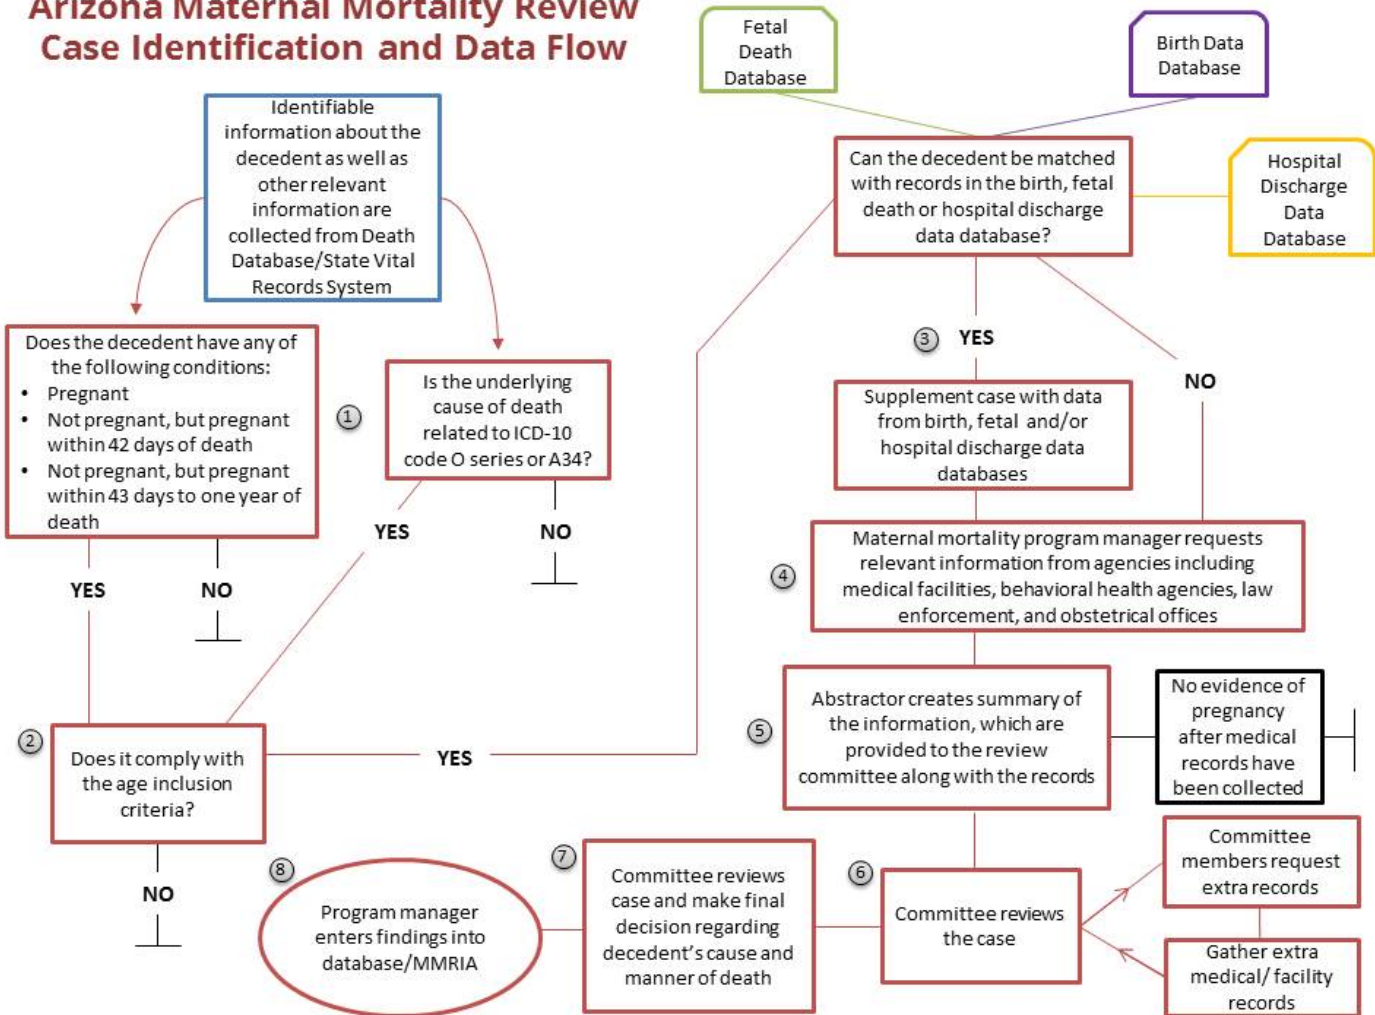 Arizona Maternal Mortality Review
Case Identification and Data Flow
Fetal
Death
Database
Birth Data
Database
Hospital
Discharge
Data
Database
Identifiable
information about the
decedent as well as
other relevant
information are
collected from Death
Database/State Vital
Records System
Can the decedent be matched
with records in the birth, fetal
death or hospital discharge
data database?
Does the decedent have any of
the following conditions:
• Pregnant
• Not pregnant, but pregnant
within 42 days of death
• Not pregnant, but pregnant
within 43 days to one year of
death
1
Is the underlying
cause of death
related to ICD-10
code O series or A34?
YES
NO
YES
NO
2
Does it comply with
the age inclusion
criteria?
YES
NO
3
YES
NO
Supplement case with data
from birth, fetal and/or
hospital discharge data
databases
4
Maternal mortality program manager requests
relevant information from agencies including
medical facilities, behavioral health agencies, law
enforcement, and obstetrical offices
5
Abstractor creates summary of
the information, which are
provided to the review
committee along with the records
No evidence of
pregnancy
after medical
records have
been collected
6
Committee reviews
the case
Committee
members request
extra records
Gather extra
medical/ facility
records
7
Committee reviews
case and make final
decision regarding
decedent's cause and
manner of death
8
Program manager
enters findings into
database/MMRIA